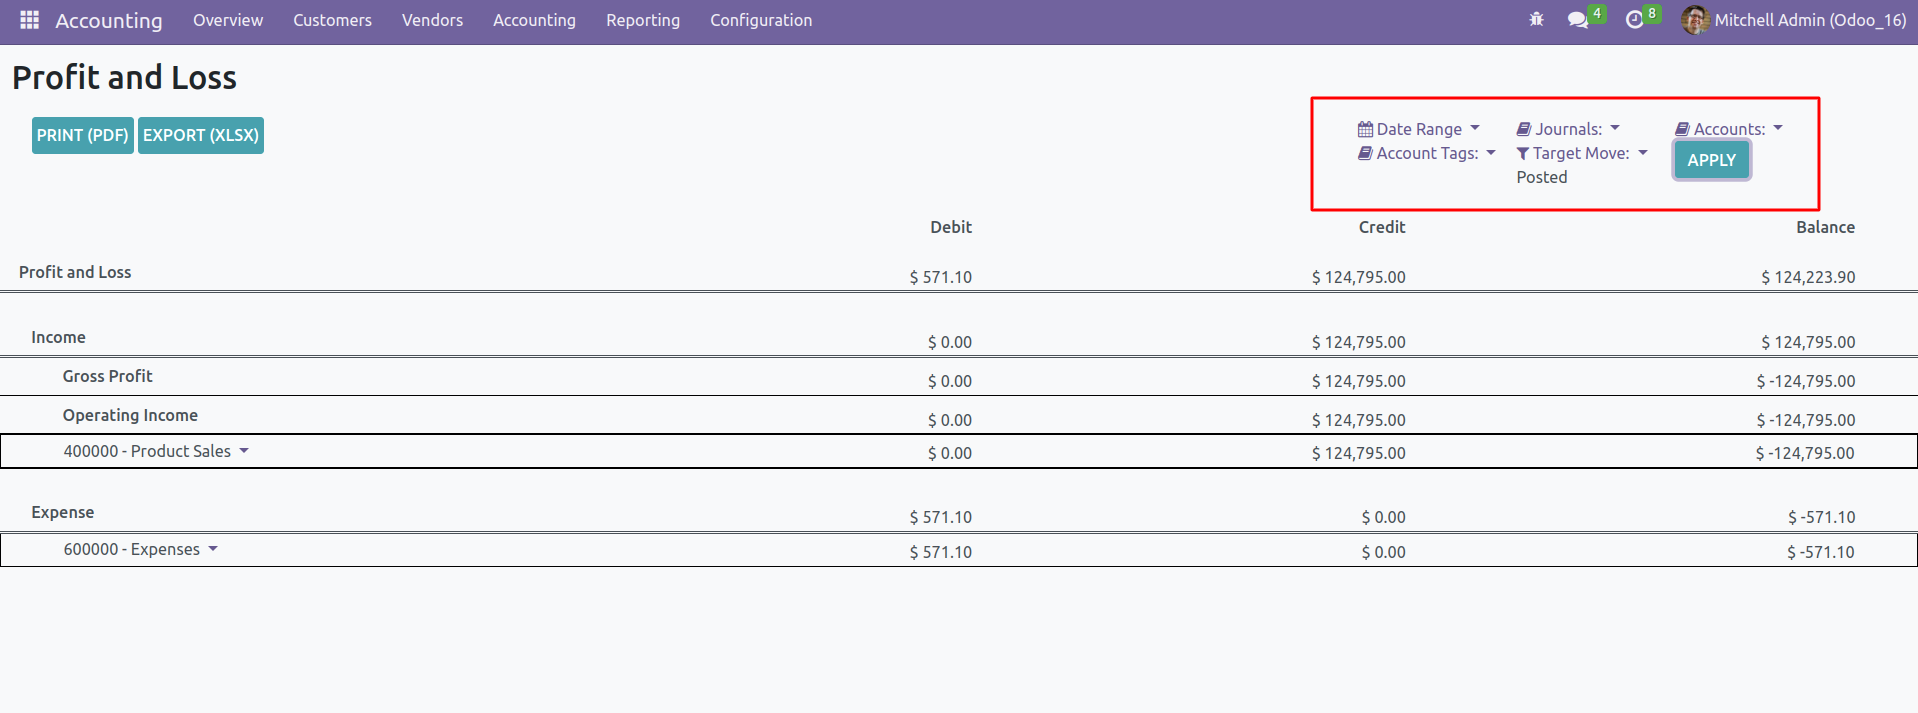 Accounting Overview Customers Vendors Accounting Reporting Configuration 4 8 Mitchell Admin (Odoo_16)
Profit and Loss
PRINT (PDF) EXPORT (XLSX)
Date Range Journals: Accounts:
Account Tags: Target Move: APPLY
Posted
Debit Credit Balance
Profit and Loss $ 571.10 $ 124,795.00 $ 124,223.90
Income $ 0.00 $ 124,795.00 $ 124,795.00
Gross Profit $ 0.00 $ 124,795.00 $ -124,795.00
Operating Income $ 0.00 $ 124,795.00 $ -124,795.00
400000 - Product Sales $ 0.00 $ 124,795.00 $ -124,795.00
Expense $ 571.10 $ 0.00 $ -571.10
600000 - Expenses $ 571.10 $ 0.00 $ -571.10